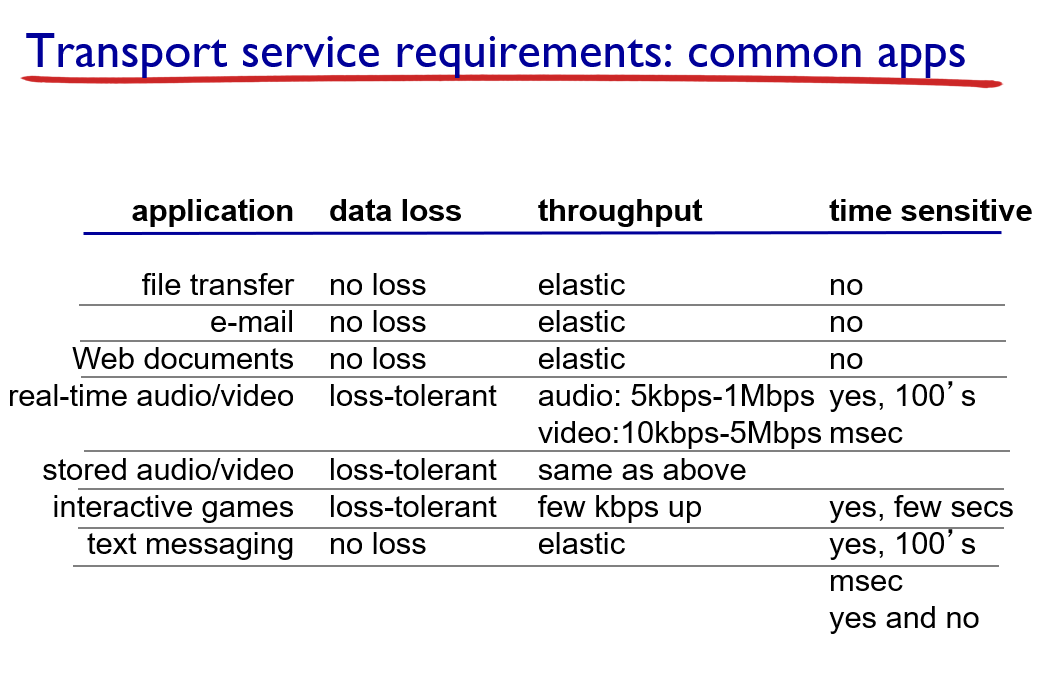 Transport service requirements: common apps
application data loss throughput time sensitive
file transfer no loss elastic no
e-mail no loss elastic no
Web documents no loss elastic no
real-time audio/video loss-tolerant audio: 5kbps-1Mbps yes, 100’s
video:10kbps-5Mbps msec
stored audio/video loss-tolerant same as above
interactive games loss-tolerant few kbps up yes, few secs
text messaging no loss elastic yes, 100’s
msec
yes and no